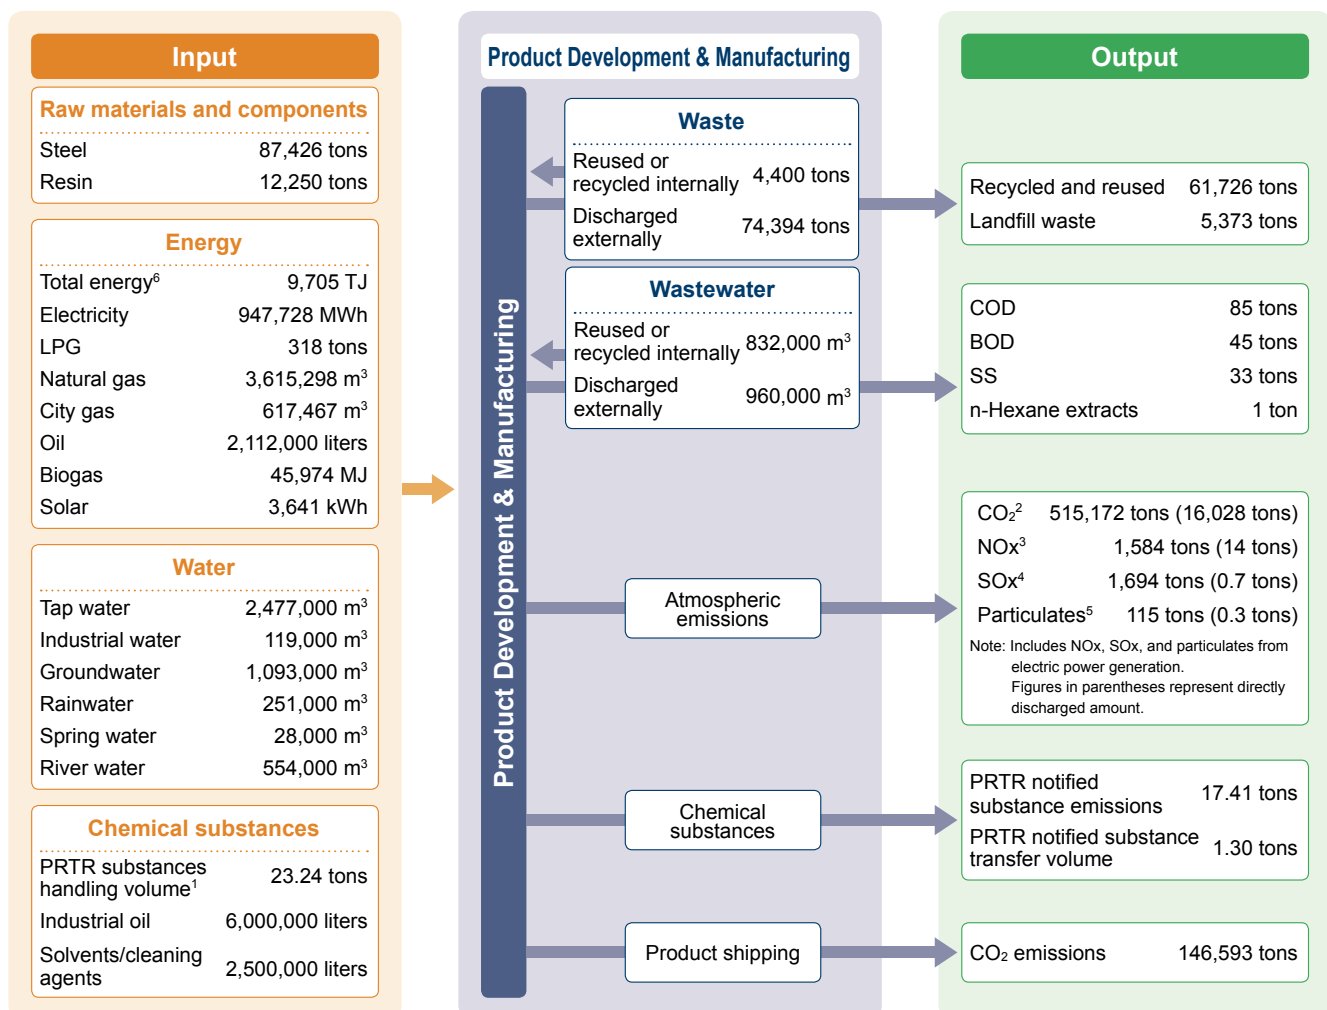 Input
Raw materials and components
Steel 87,426 tons
Resin 12,250 tons
Energy
Total energy⁶ 9,705 TJ
Electricity 947,728 MWh
LPG 318 tons
Natural gas 3,615,298 m³
City gas 617,467 m³
Oil 2,112,000 liters
Biogas 45,974 MJ
Solar 3,641 kWh
Water
Tap water 2,477,000 m³
Industrial water 119,000 m³
Groundwater 1,093,000 m³
Rainwater 251,000 m³
Spring water 28,000 m³
River water 554,000 m³
Chemical substances
PRTR substances
handling volume¹ 23.24 tons
Industrial oil 6,000,000 liters
Solvents/cleaning
agents 2,500,000 liters
Product Development & Manufacturing
Product Development & Manufacturing
Waste
Reused or
recycled internally 4,400 tons
Discharged
externally 74,394 tons
Wastewater
Reused or
recycled internally 832,000 m³
Discharged
externally 960,000 m³
Atmospheric
emissions
Chemical
substances
Product shipping
Output
Recycled and reused 61,726 tons
Landfill waste 5,373 tons
COD 85 tons
BOD 45 tons
SS 33 tons
n-Hexane extracts 1 ton
CO₂² 515,172 tons (16,028 tons)
NOx³ 1,584 tons (14 tons)
SOx⁴ 1,694 tons (0.7 tons)
Particulates⁵ 115 tons (0.3 tons)
Note: Includes NOx, SOx, and particulates from
electric power generation.
Figures in parentheses represent directly
discharged amount.
PRTR notified
substance emissions 17.41 tons
PRTR notified substance
transfer volume 1.30 tons
CO₂ emissions 146,593 tons